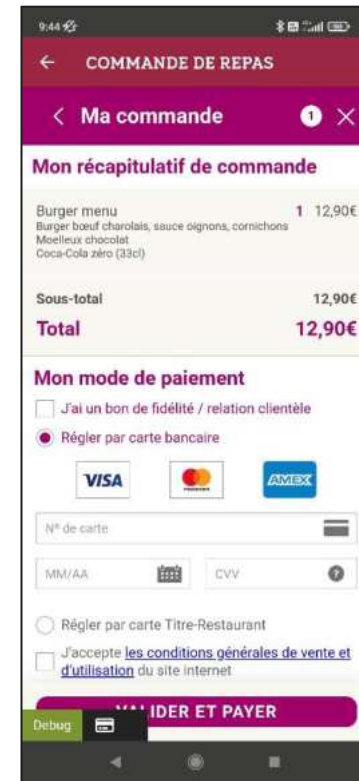 9:44
COMMANDE DE REPAS
Ma commande 1
Mon récapitulatif de commande
Burger menu 1 12,90€
Burger bœuf charolais, sauce oignons, cornichons
Moelleux chocolat
Coca-Cola zéro (33cl)
Sous-total 12,90€
Total 12,90€
Mon mode de paiement
J'ai un bon de fidélité / relation clientèle
Régler par carte bancaire
VISA AMEX
N° de carte
MM/AA CVV ?
Régler par carte Titre-Restaurant
J'accepte les conditions générales de vente et
d'utilisation du site internet
VALIDER ET PAYER
Debug